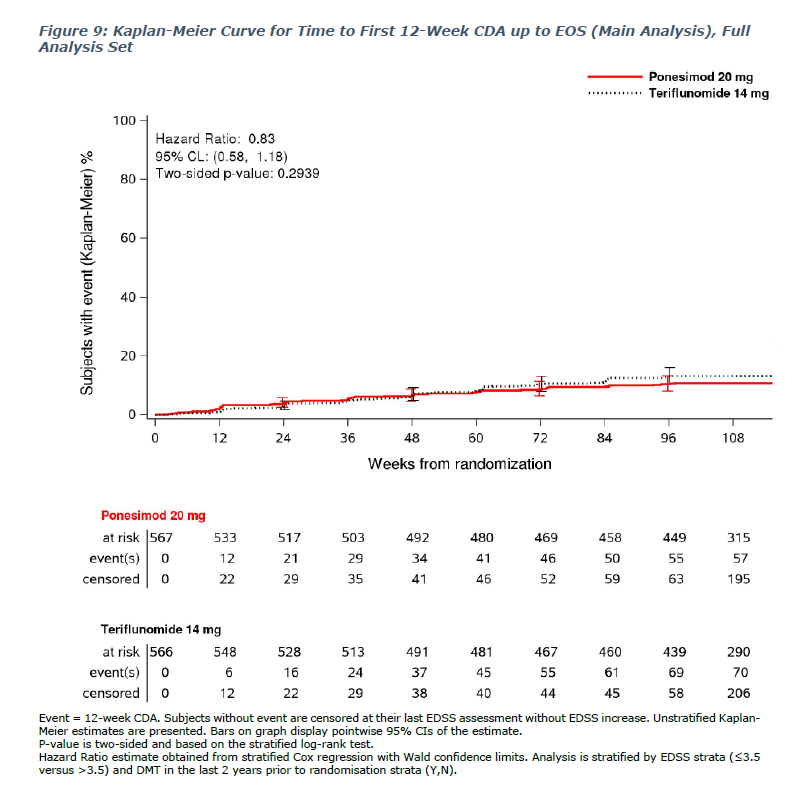 Figure 9: Kaplan-Meier Curve for Time to First 12-Week CDA up to EOS (Main Analysis), Full
Analysis Set
Ponesimod 20 mg
Teriflunomide 14 mg
Subjects with event (Kaplan-Meier) %
100
80
60
40
20
0
Hazard Ratio: 0.83
95% CL: (0.58, 1.18)
Two-sided p-value: 0.2939
0 12 24 36 48 60 72 84 96 108
Weeks from randomization
Ponesimod 20 mg
at risk 567 533 517 503 492 480 469 458 449 315
event(s) 0 12 21 29 34 41 46 50 55 57
censored 0 22 29 35 41 46 52 59 63 195
Teriflunomide 14 mg
at risk 566 548 528 513 491 481 467 460 439 290
event(s) 0 6 16 24 37 45 55 61 69 70
censored 0 12 22 29 38 40 44 45 58 206
Event = 12-week CDA. Subjects without event are censored at their last EDSS assessment without EDSS increase. Unstratified Kaplan-
Meier estimates are presented. Bars on graph display pointwise 95% CIs of the estimate.
P-value is two-sided and based on the stratified log-rank test.
Hazard Ratio estimate obtained from stratified Cox regression with Wald confidence limits. Analysis is stratified by EDSS strata (≤3.5
versus >3.5) and DMT in the last 2 years prior to randomisation strata (Y,N).